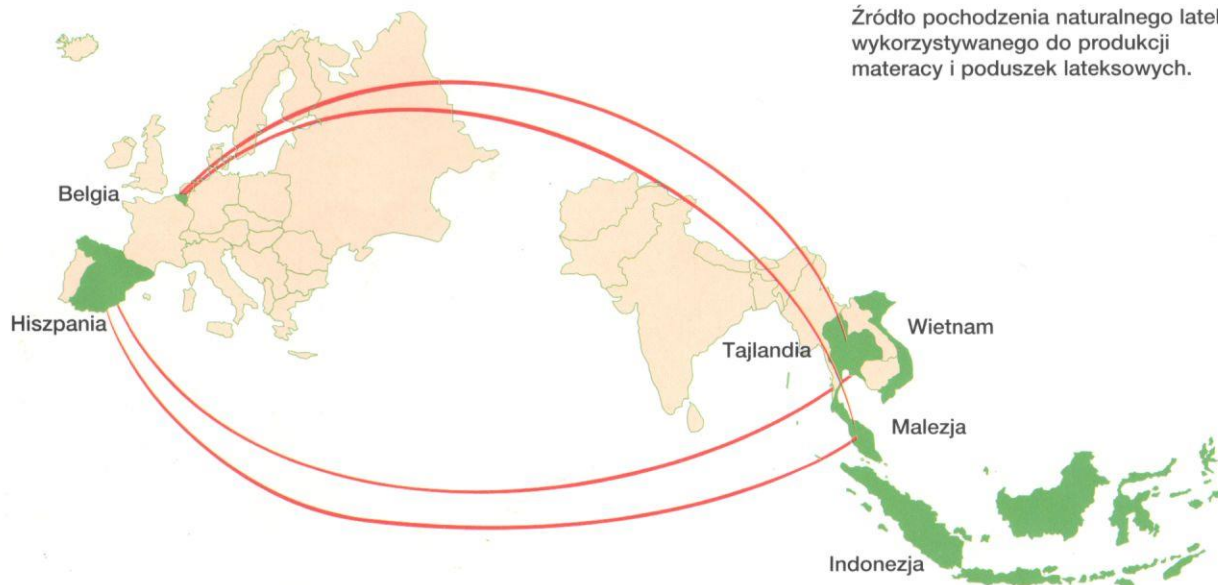 Źródło pochodzenia naturalnego
wykorzystywanego do produkcji
materacy i poduszek lateksowych.
Belgia
Hiszpania
Wietnam
Tajlandia
Malezja
Indonezja